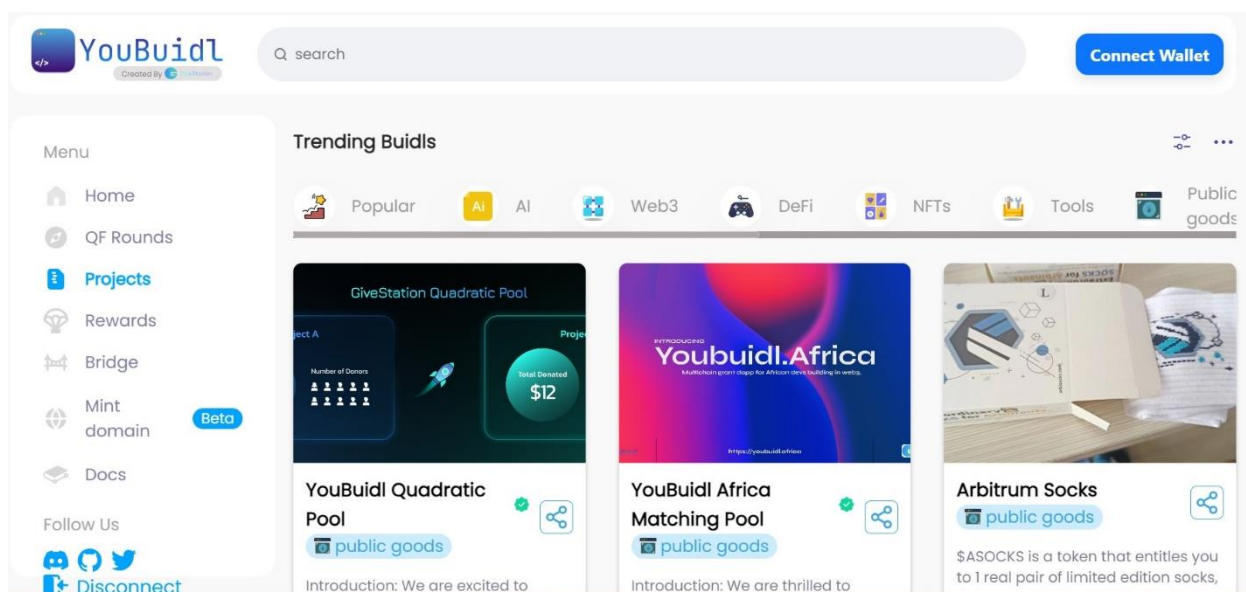 YouBuidl
Created By
search
Connect Wallet
Menu
Home
QF Rounds
Projects
Rewards
Bridge
Mint
domain
Beta
Docs
Follow Us
Disconnect
Trending Buidls
Popular
Ai
AI
Web3
DeFi
NFTs
Tools
Public
goods
GiveStation Quadratic Pool
ject A
Number of Donors
Proje
Total Donated
$12
YouBuidl Quadratic
Pool
public goods
Introduction: We are excited to
INTRODUCING
Youbuidl.Africa
Multichain grant dapp for African devs building in web3.
https://youbuidl.africa
YouBuidl Africa
Matching Pool
public goods
Introduction: We are thrilled to
L
Arbitrum Socks
public goods
$ASOCKS is a token that entitles you
to 1 real pair of limited edition socks,